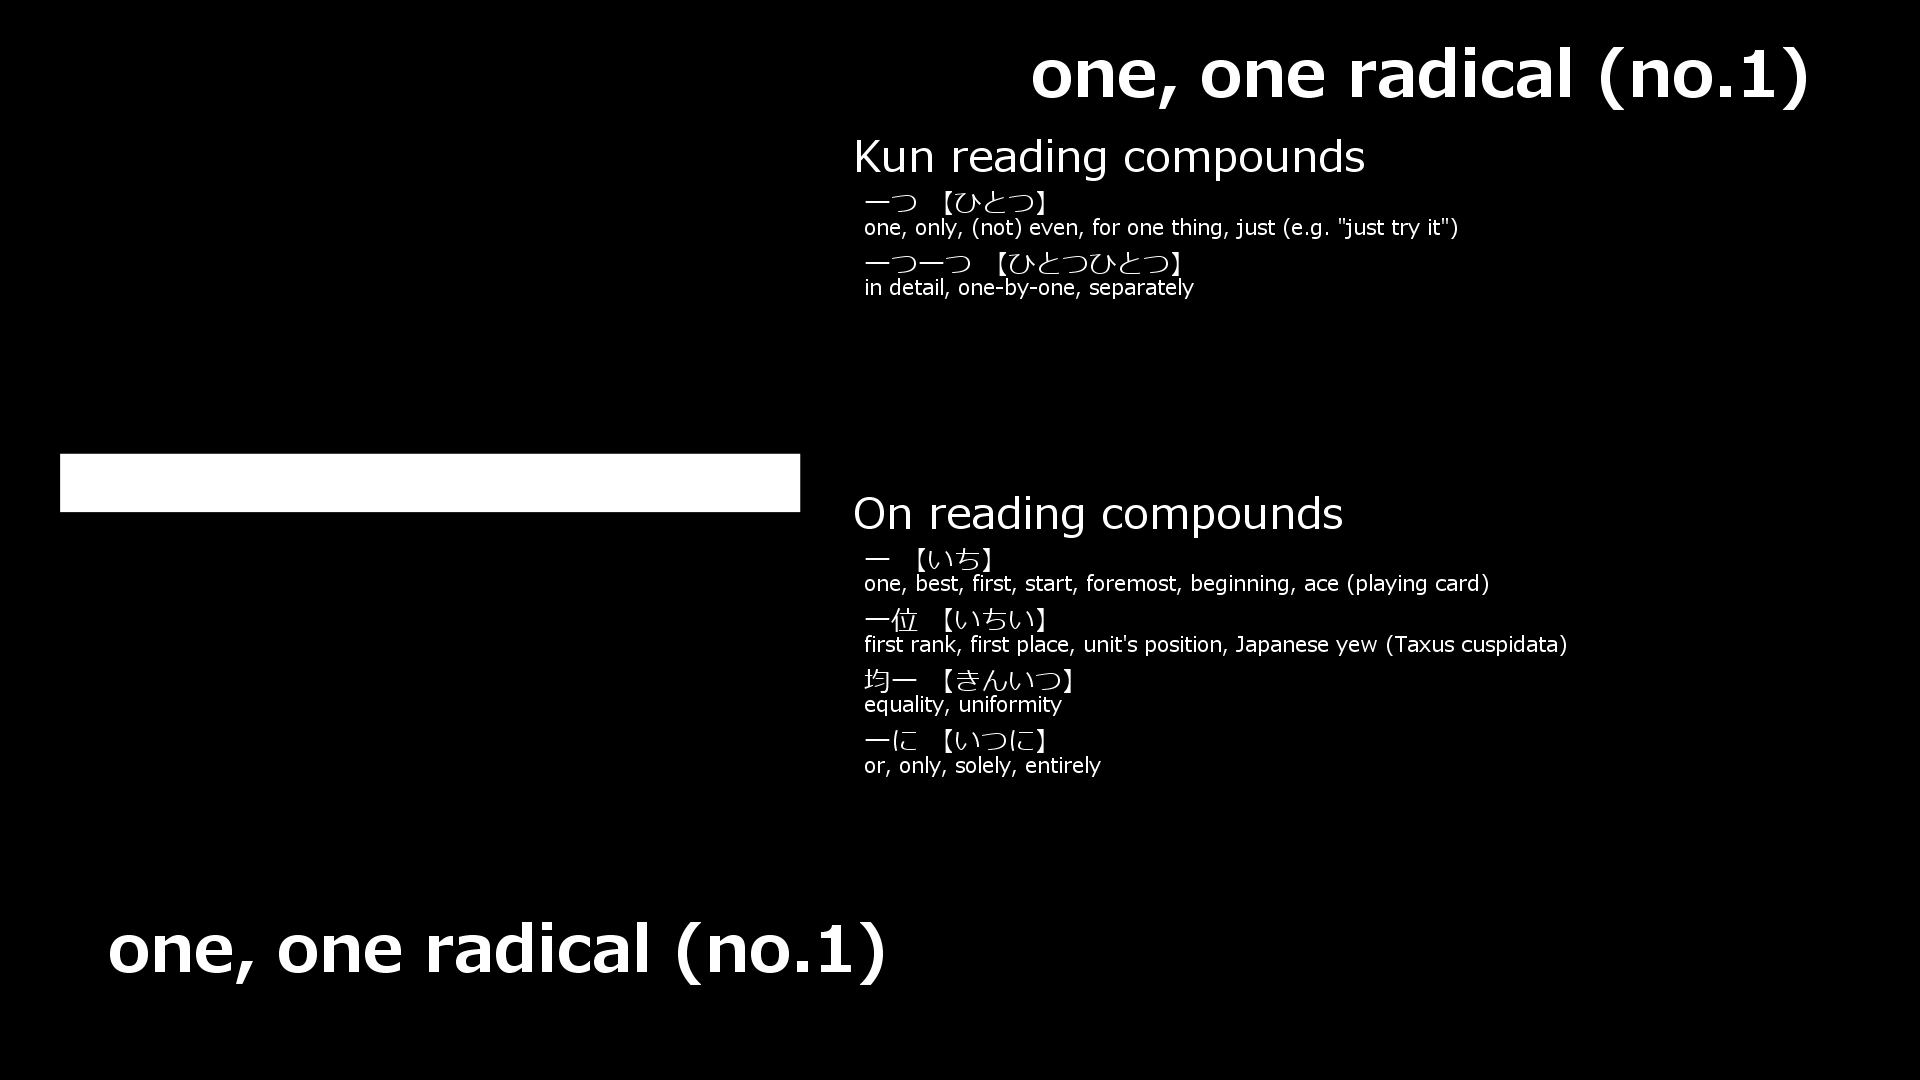 one, one radical (no.1)
Kun reading compounds
一つ 【ひとつ】
one, only, (not) even, for one thing, just (e.g. "just try it")
一つ一つ 【ひとつひとつ】
in detail, one-by-one, separately
一
On reading compounds
一 【いち】
one, best, first, start, foremost, beginning, ace (playing card)
一位 【いちい】
first rank, first place, unit's position, Japanese yew (Taxus cuspidata)
均一 【きんいつ】
equality, uniformity
一に 【いつに】
or, only, solely, entirely
one, one radical (no.1)